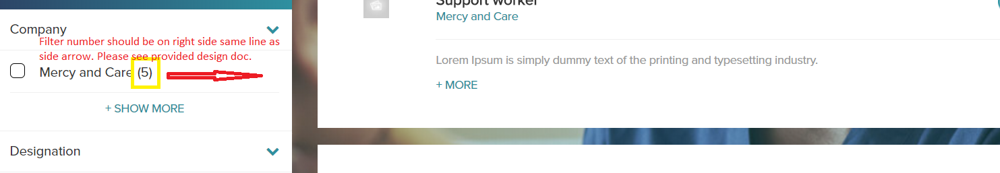 Company
Filter number should be on right side same line as
side arrow. Please see provided design doc.
Mercy and Care (5)
+ SHOW MORE
Designation
Support worker
Mercy and Care
Lorem Ipsum is simply dummy text of the printing and typesetting industry.
+ MORE